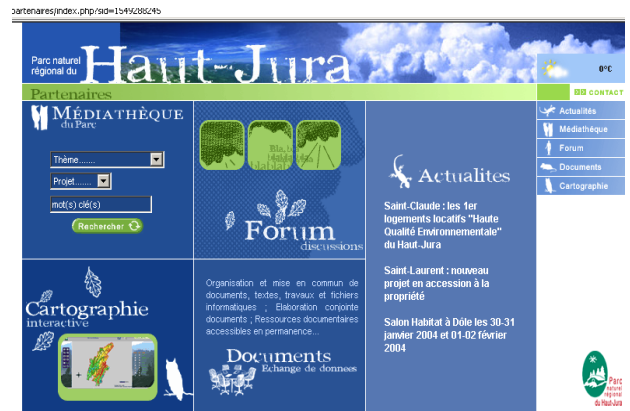 partenaires/index.php?sid=1549288245
Parc naturel
régional du Haut-Jura
0°C
Partenaires
CONTACT
MÉDIATHÈQUE
du Parc
Thème.......
Projet.......
mot(s) clé(s)
Rechercher
Bla, bla
blablabla
blablabla
Forum
discussions
Actualites
Saint-Claude : les 1er
logements locatifs "Haute
Qualité Environnementale"
du Haut-Jura
Saint-Laurent : nouveau
projet en accession à la
propriété
Salon Habitat à Dôle les 30-31
janvier 2004 et 01-02 février
2004
Actualités
Médiathèque
Forum
Documents
Cartographie
Cartographie
interactive
Organisation et mise en commun de
documents, textes, travaux et fichiers
informatiques ; Elaboration conjointe
documents ; Ressources documentaires
accessibles en permanence...
Documents
Echange de donnees
Parc
naturel
régional
du Haut-Jura